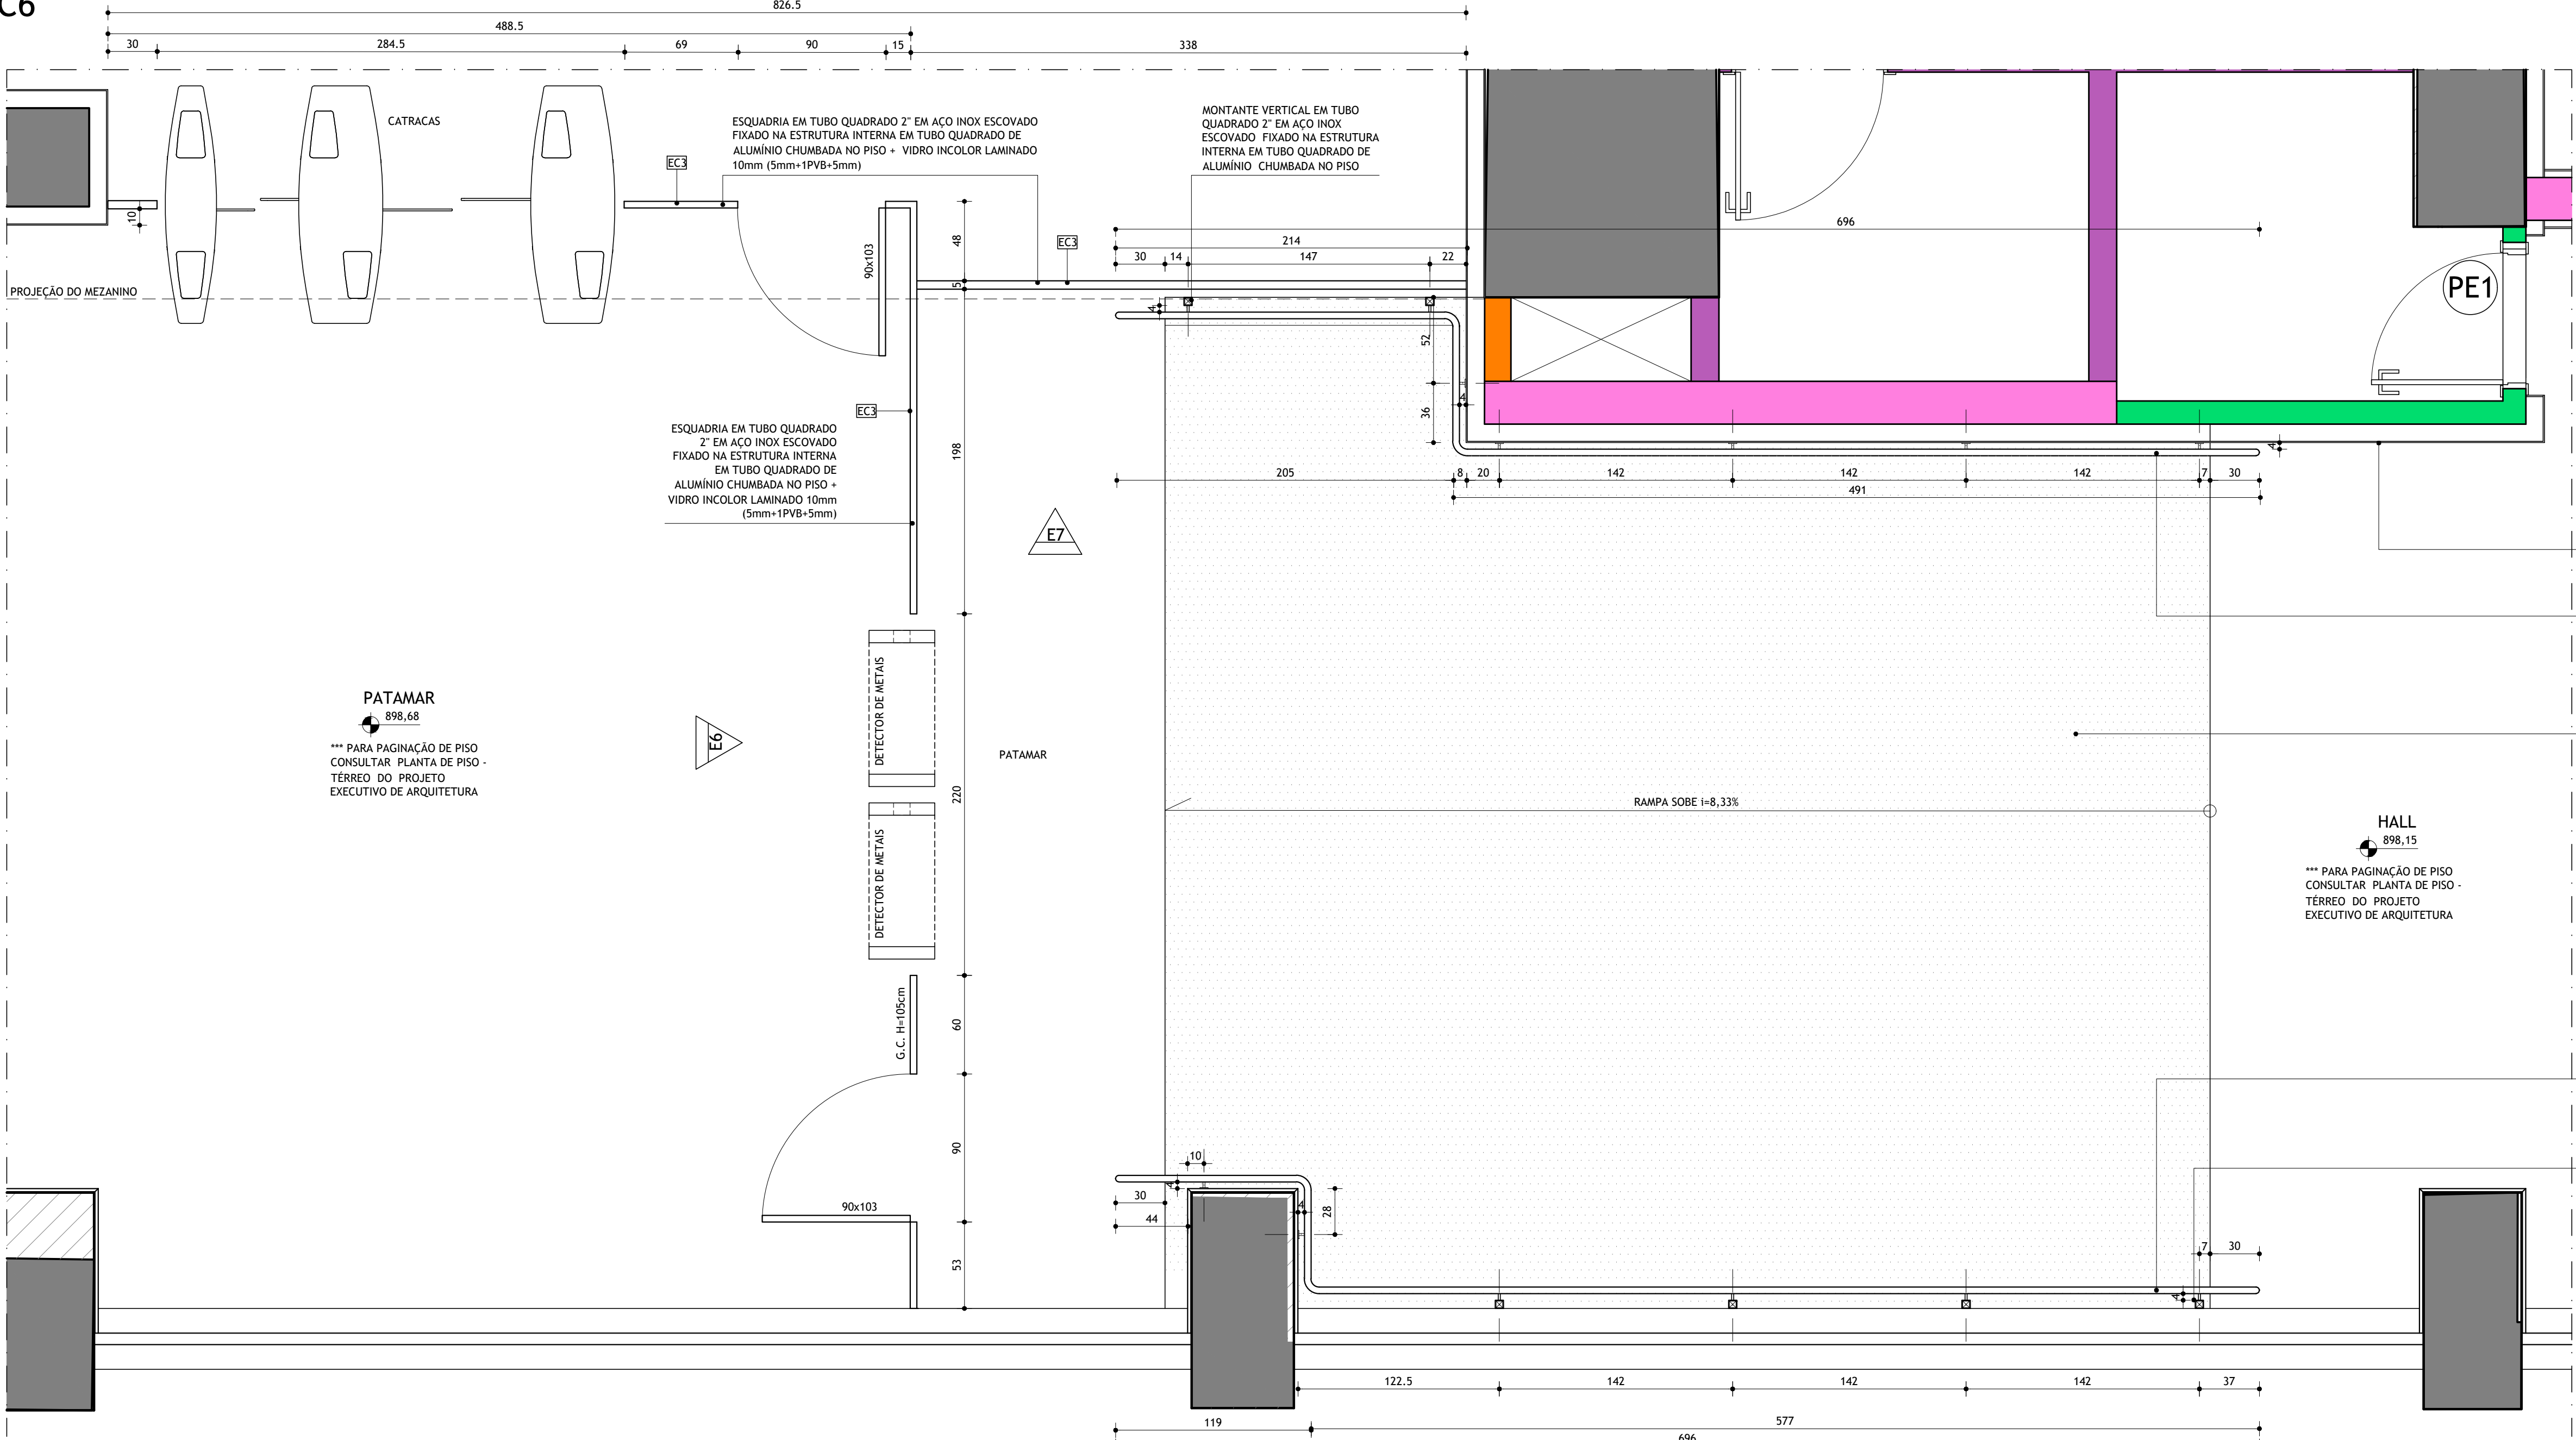 C6
826.5
488.5
30
284.5
69
90
15
338
CATRACAS
ESQUADRIA EM TUBO QUADRADO 2" EM AÇO INOX ESCOVADO
FIXADO NA ESTRUTURA INTERNA EM TUBO QUADRADO DE
ALUMÍNIO CHUMBADA NO PISO + VIDRO INCOLOR LAMINADO
10mm (5mm+1PVB+5mm)
MONTANTE VERTICAL EM TUBO
QUADRADO 2" EM AÇO INOX
ESCOVADO FIXADO NA ESTRUTURA
INTERNA EM TUBO QUADRADO DE
ALUMÍNIO CHUMBADA NO PISO
EC3
10
90x103
48
EC3
696
214
30
14
147
22
5
PROJEÇÃO DO MEZANINO
PE1
4
52
4
36
EC3
ESQUADRIA EM TUBO QUADRADO
2" EM AÇO INOX ESCOVADO
FIXADO NA ESTRUTURA INTERNA
EM TUBO QUADRADO DE
ALUMÍNIO CHUMBADA NO PISO +
VIDRO INCOLOR LAMINADO 10mm
(5mm+1PVB+5mm)
198
4
205
8
20
142
142
142
7
30
491
E7
DETECTOR DE METAIS
PATAMAR
898,68
*** PARA PAGINAÇÃO DE PISO
CONSULTAR PLANTA DE PISO -
TÉRREO DO PROJETO
EXECUTIVO DE ARQUITETURA
E6
PATAMAR
220
RAMPA SOBE i=8,33%
HALL
898,15
*** PARA PAGINAÇÃO DE PISO
CONSULTAR PLANTA DE PISO -
TÉRREO DO PROJETO
EXECUTIVO DE ARQUITETURA
DETECTOR DE METAIS
G.C. H=105cm
60
90
10
4
30
44
4
28
90x103
53
7
30
4
122.5
142
142
142
37
119
577
696